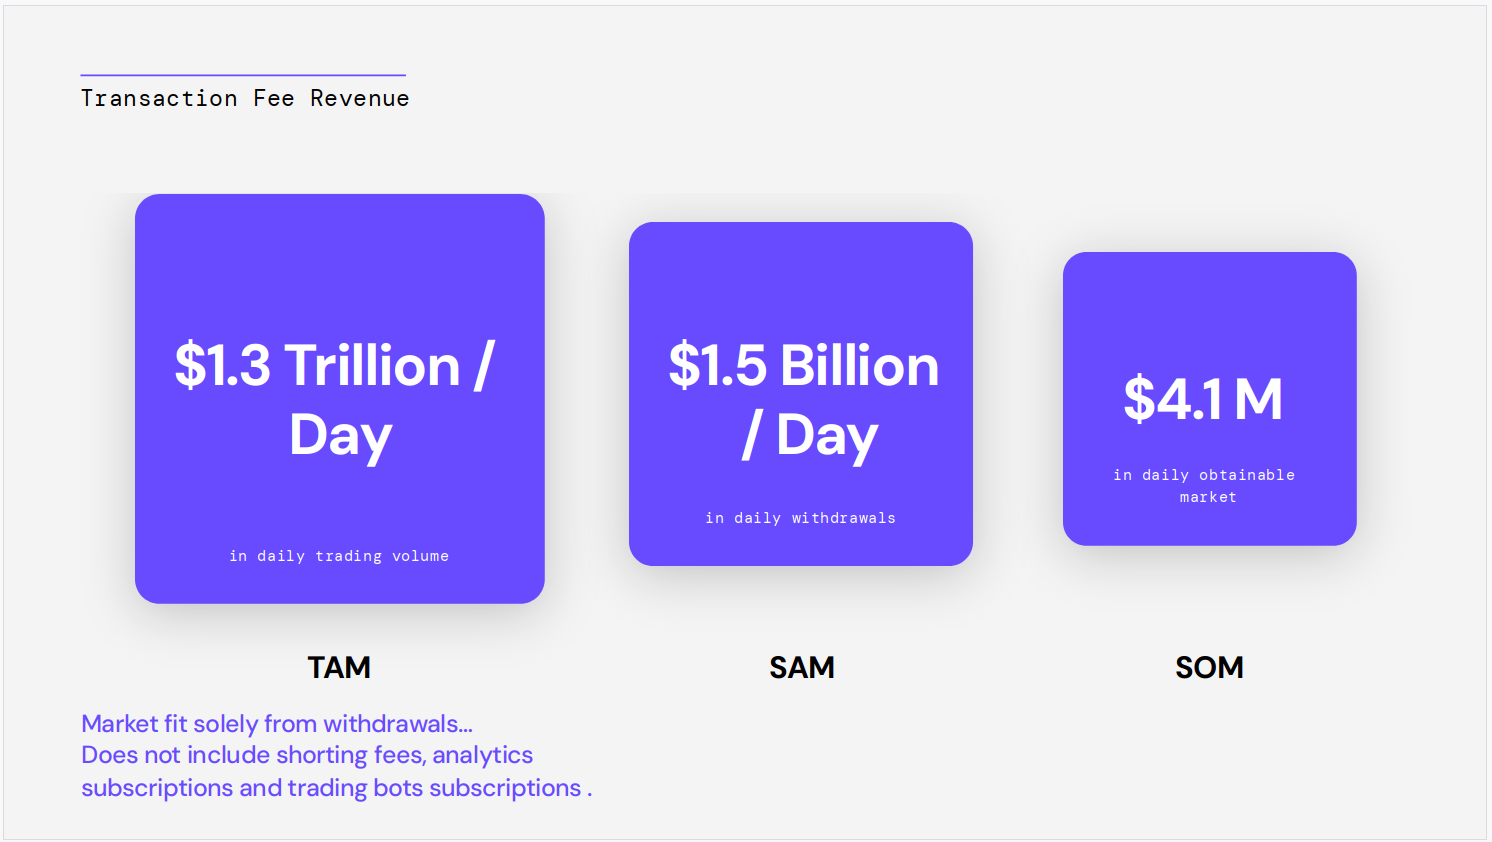 Transaction Fee Revenue
$1.3 Trillion /
Day
in daily trading volume
TAM
$1.5 Billion
/ Day
in daily withdrawals
SAM
$4.1 M
in daily obtainable
market
SOM
Market fit solely from withdrawals...
Does not include shorting fees, analytics
subscriptions and trading bots subscriptions .